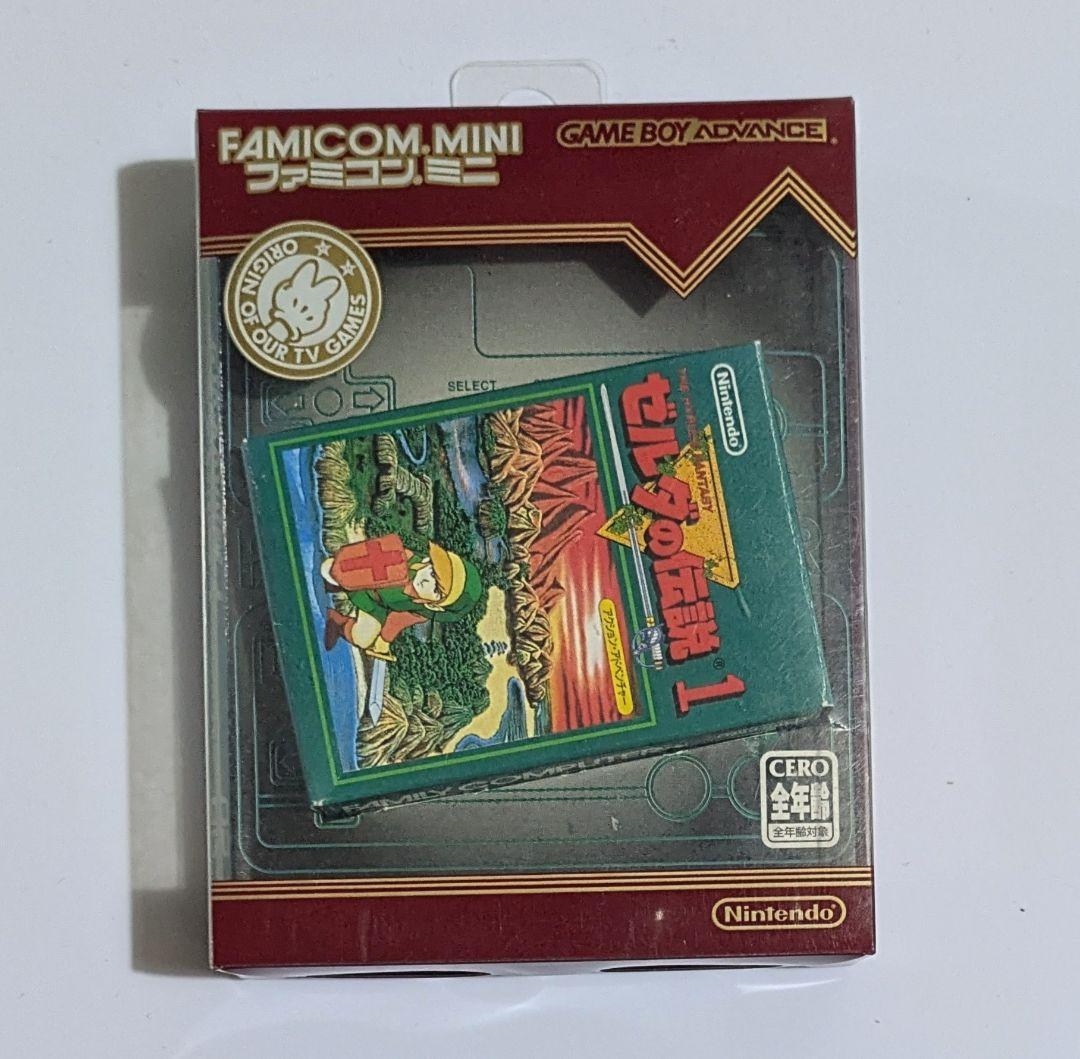 FAMICOM MINI
ファミコン ミニ
GAME BOY ADVANCE
ORIGIN OF OUR TV GAMES
SELECT
Nintendo®
THE HYRULE FANTASY
ゼルダの伝説® 1
アクション・アドベンチャー
FAMILY COMPUTE
CERO
全年齢
全年齢対象
Nintendo®